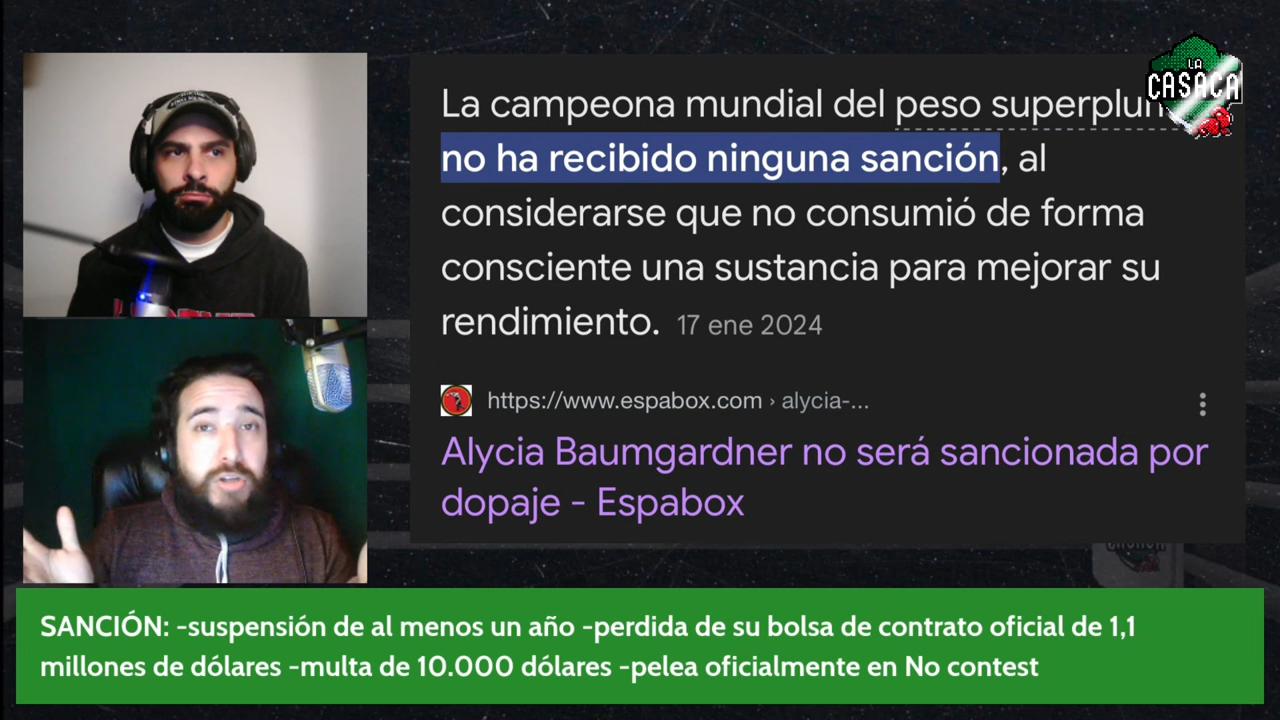 LA
CASACA
La campeona mundial del peso
no ha recibido ninguna sanción, al
considerarse que no consumió de forma
consciente una sustancia para mejorar su
rendimiento. 17 ene 2024
https://www.espabox.com › alycia-...
Alycia Baumgardner no será sancionada por
dopaje - Espabox
SANCIÓN: -suspensión de al menos un año -perdida de su bolsa de contrato oficial de 1,1
millones de dólares -multa de 10.000 dólares -pelea oficialmente en No contest